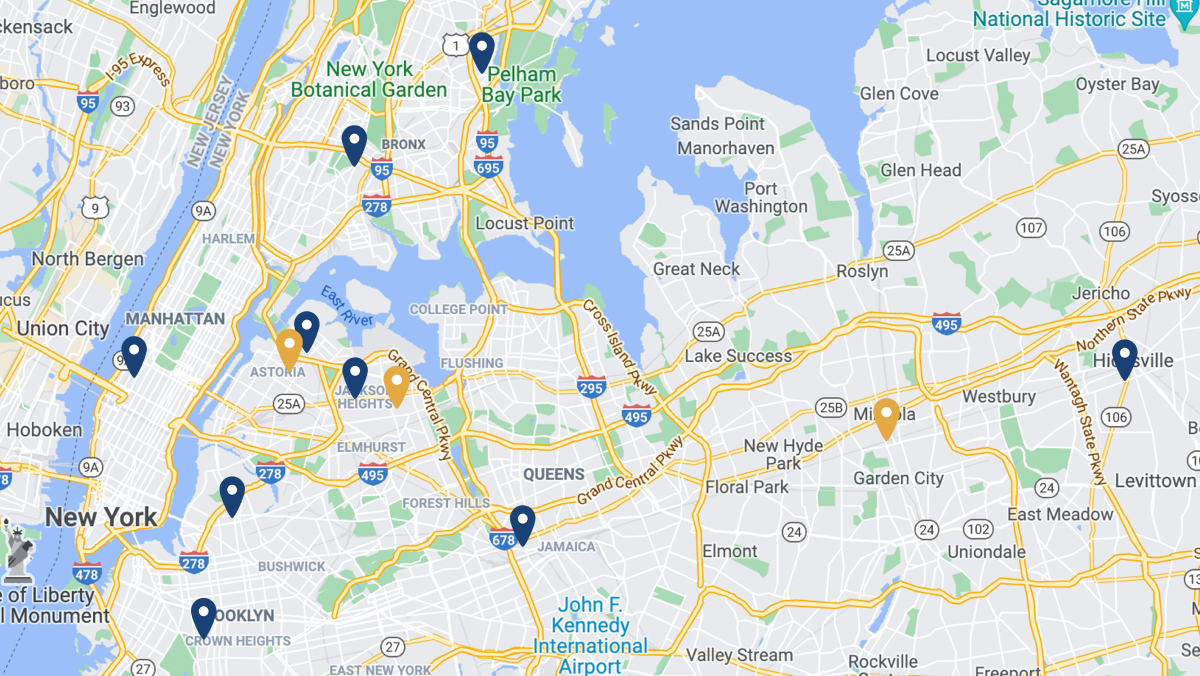 Englewood
Sagamore Hill
National Historic Site
ckensack
1
Locust Valley
I-95 Express
New York
Botanical Garden
Pelham
Bay Park
Oyster Bay
boro
95
93
Glen Cove
NEW JERSEY
NEW YORK
Sands Point
Manorhaven
BRONX
95
25A
95
695
Glen Head
9
9A
278
Port
Washington
Syosse
Locust Point
107
106
HARLEM
25A
North Bergen
Great Neck
Roslyn
cus
East River
COLLEGE POINT
Jericho
Union City
MANHATTAN
Cross Island Pkwy
25A
495
Northern State Pkwy
9
ASTORIA
Grand Central Pkwy
FLUSHING
Lake Success
Hicksville
JACKSON
HEIGHTS
295
25A
495
25B
Mineola
Westbury
Wantagh State Pkwy
106
Hoboken
ELMHURST
New Hyde
Park
Be
9A
278
495
QUEENS
Grand Central Pkwy
Floral Park
Garden City
24
Levittown
78
FOREST HILLS
New York
678
JAMAICA
24
24
102
East Meadow
278
BUSHWICK
Elmont
Uniondale
478
e of Liberty
l Monument
OOKLYN
CROWN HEIGHTS
John F.
Kennedy
International
Airport
27
27
EAST NEW YORK
Valley Stream
Rockville
Freeport